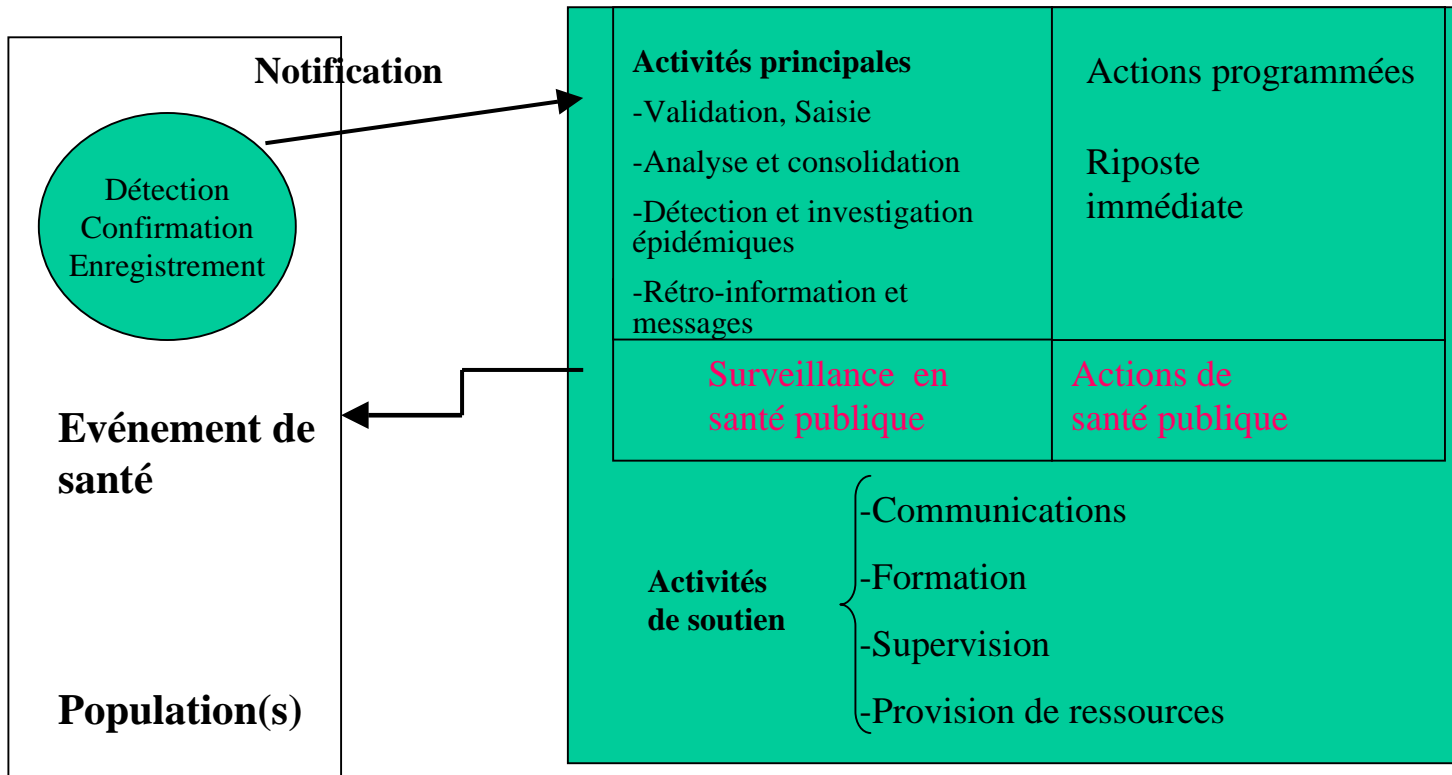 Notification
Détection
Confirmation
Enregistrement
Evénement de
santé
Population(s)
Activités principales
-Validation, Saisie
-Analyse et consolidation
-Détection et investigation
épidémiques
-Rétro-information et
messages
Actions programmées
Riposte
immédiate
Surveillance en
santé publique
Actions de
santé publique
Activités
de soutien
-Communications
-Formation
-Supervision
-Provision de ressources